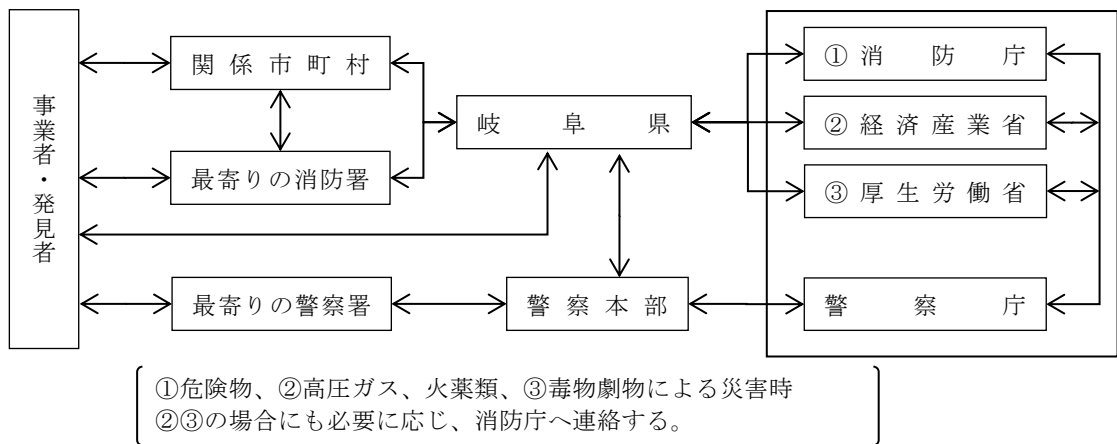 事業者・発見者
関係市町村
最寄りの消防署
最寄りの警察署
岐阜県
警察本部
①消防庁
②経済産業省
③厚生労働省
警察庁
①危険物、②高圧ガス、火薬類、③毒物劇物による災害時
②③の場合にも必要に応じ、消防庁へ連絡する。